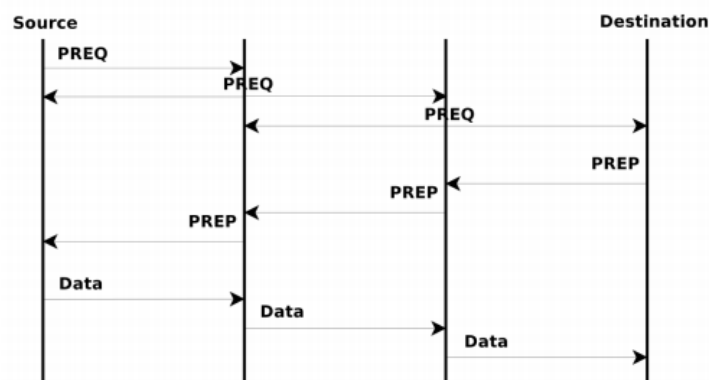 Source
Destination
PREQ
PREQ
PREQ
PREP
PREP
PREP
Data
Data
Data